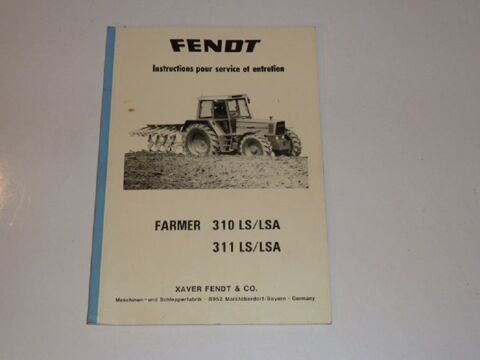 FENDT
Instructions pour service et entretien
FARMER 310 LS/LSA
311 LS/LSA
XAVER FENDT & CO.
Maschinen- und Schlepperfabrik · 8952 Marktoberdorf/Bayern · Germany